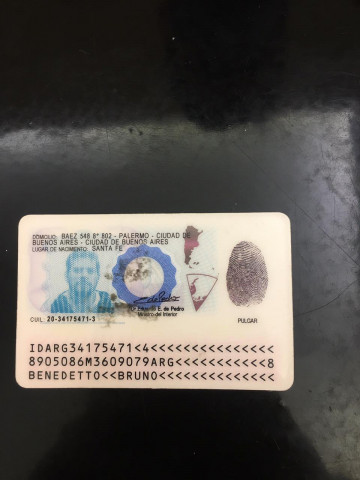 DOMICILIO: BAEZ 548 8° 802 - PALERMO - CIUDAD DE
BUENOS AIRES - CIUDAD DE BUENOS AIRES
LUGAR DE NACIMIENTO: SANTA FE
E. de Pedro
Ministro del Interior
CUIL: 20-34175471-3
PULGAR
IDARG34175471<4<<<<<<<<<<<<<<<
8905086M3609079ARG<<<<<<<<<<<8
BENEDETTO<<BRUNO<<<<<<<<<<<<<<